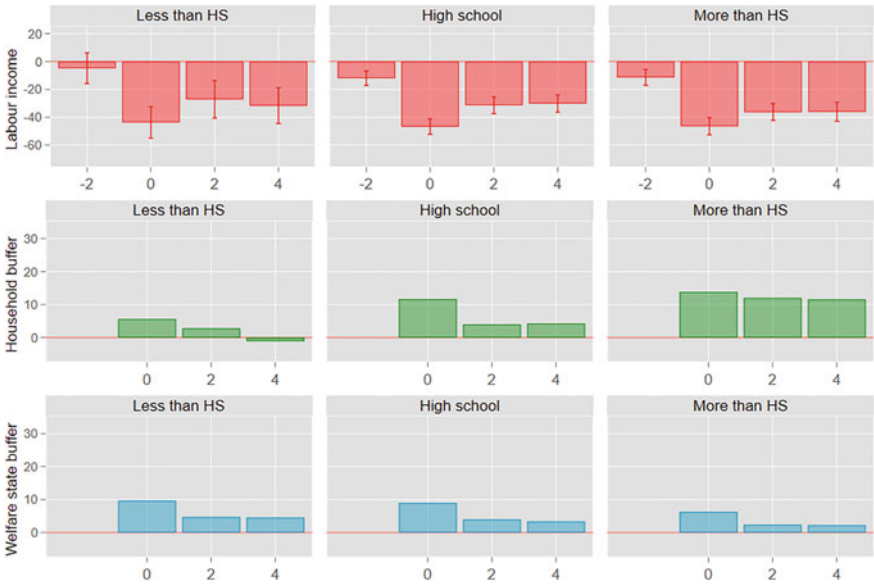 Less than HS High school More than HS
Labour income
20
0
-20
-40
-60
-2 0 2 4 -2 0 2 4 -2 0 2 4
Less than HS High school More than HS
Household buffer
30
20
10
0
0 2 4 0 2 4 0 2 4
Less than HS High school More than HS
Welfare state buffer
30
20
10
0
0 2 4 0 2 4 0 2 4